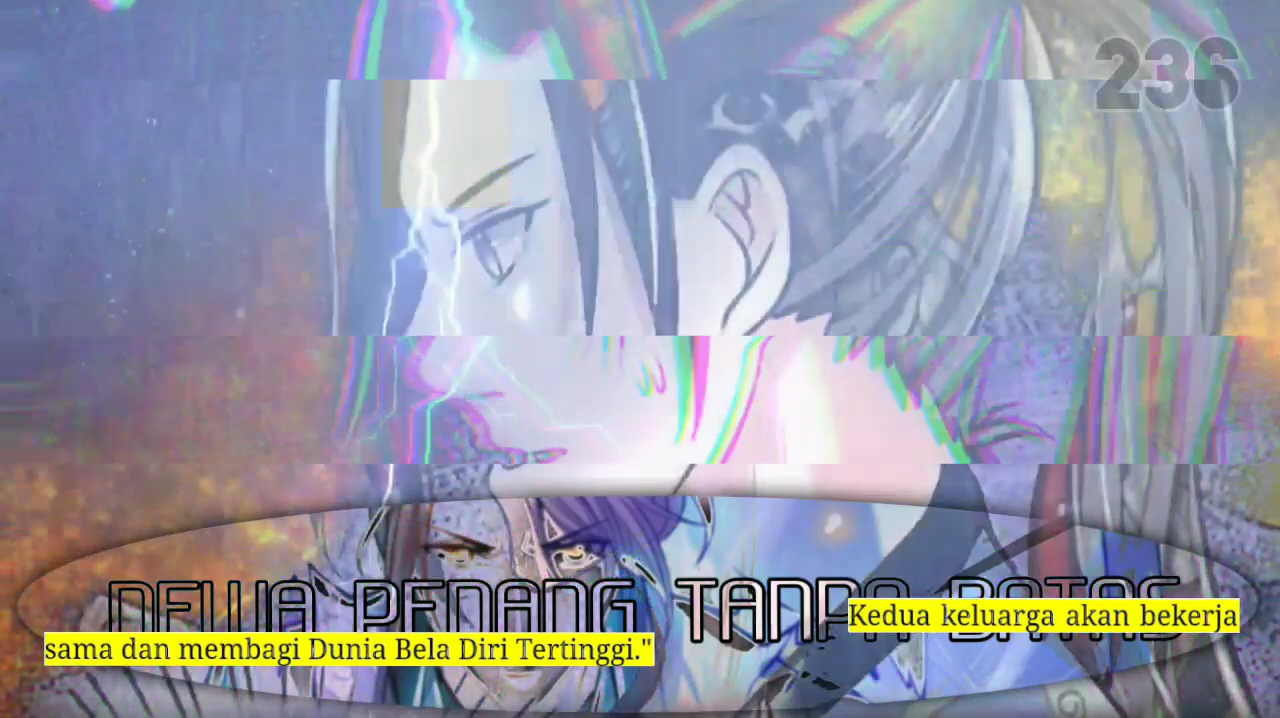 236
DEWA PEDANG TANPA BATAS
Kedua keluarga akan bekerja
sama dan membagi Dunia Bela Diri Tertinggi."